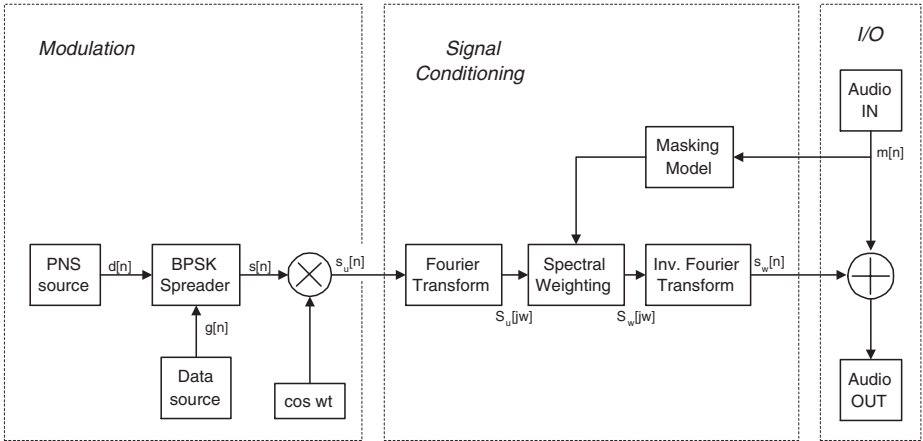 Modulation
Signal
Conditioning
I/O
Audio
IN
m[n]
Masking
Model
PNS
source
d[n]
BPSK
Spreader
s[n]
s_u[n]
Fourier
Transform
S_u[jw]
Spectral
Weighting
S_w[jw]
Inv. Fourier
Transform
s_w[n]
g[n]
Data
source
cos wt
Audio
OUT